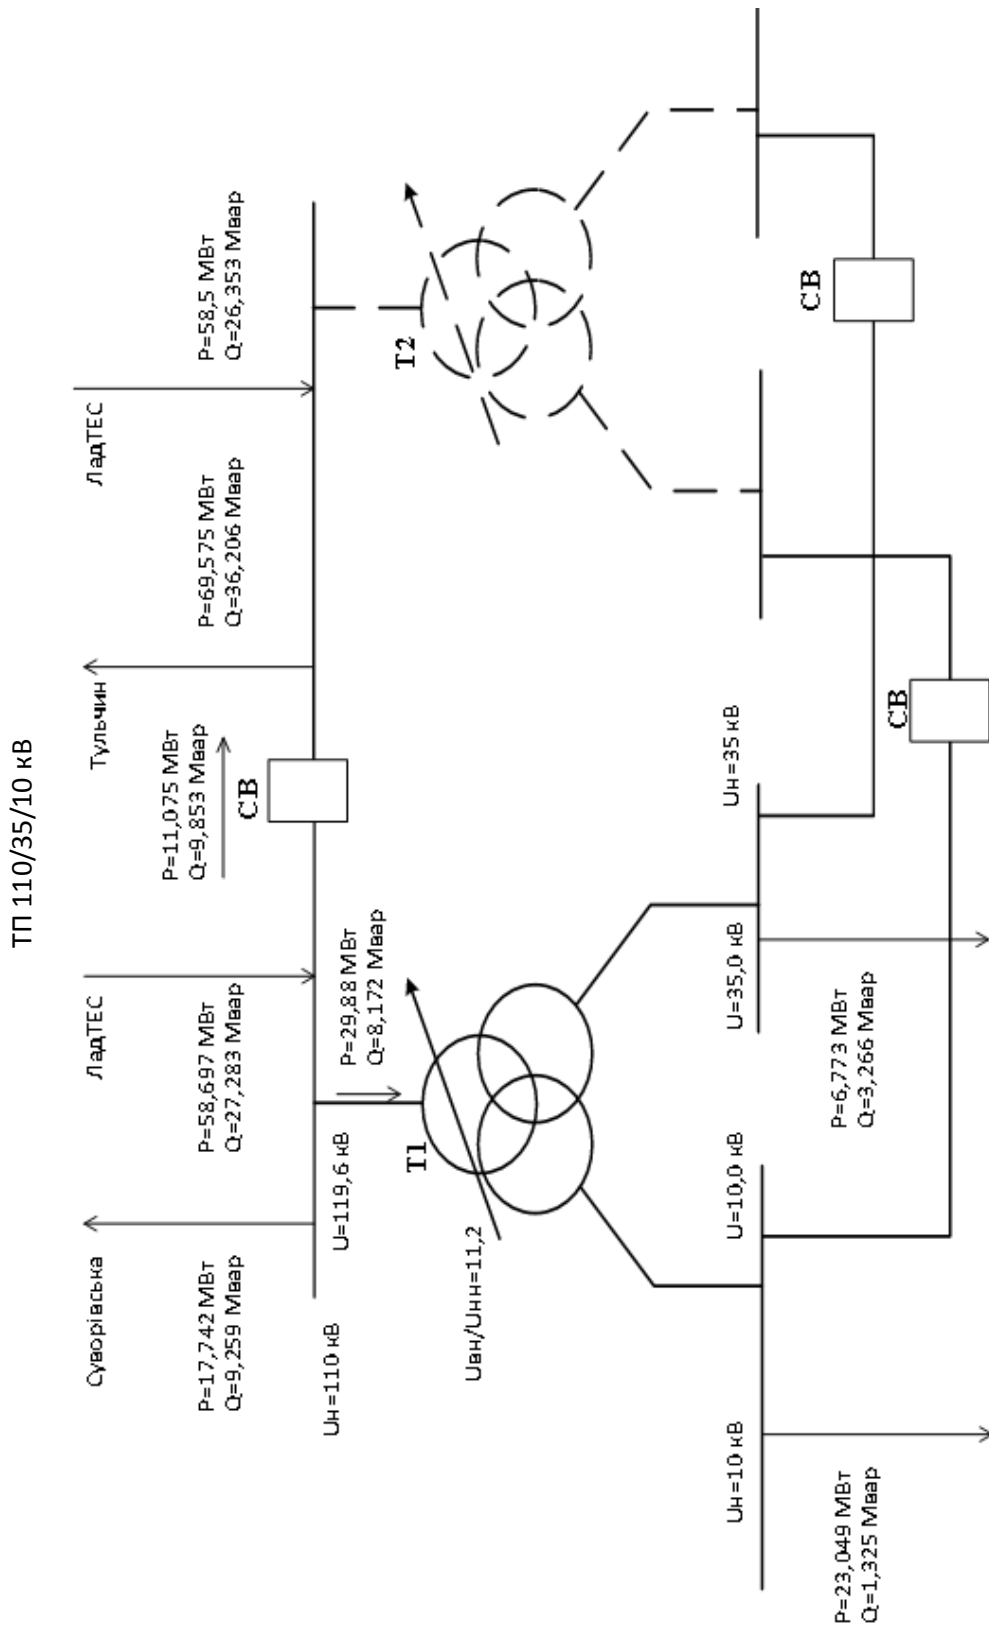 ТП 110/35/10 кВ
Суворівська
P=17,742 МВт
Q=9,259 Мвар
ЛадТЕС
P=58,697 МВт
Q=27,283 Мвар
P=11,075 МВт
Q=9,853 Мвар
СВ
Тульчин
P=69,575 МВт
Q=36,206 Мвар
ЛадТЕС
P=58,5 МВт
Q=26,353 Мвар
Uн=110 кВ
U=119,6 кВ
P=29,88 МВт
Q=8,172 Мвар
T1
T2
Uвн/Uнн=11,2
Uн=10 кВ
U=10,0 кВ
U=35,0 кВ
Uн=35 кВ
СВ
СВ
P=23,049 МВт
Q=1,325 Мвар
P=6,773 МВт
Q=3,266 Мвар